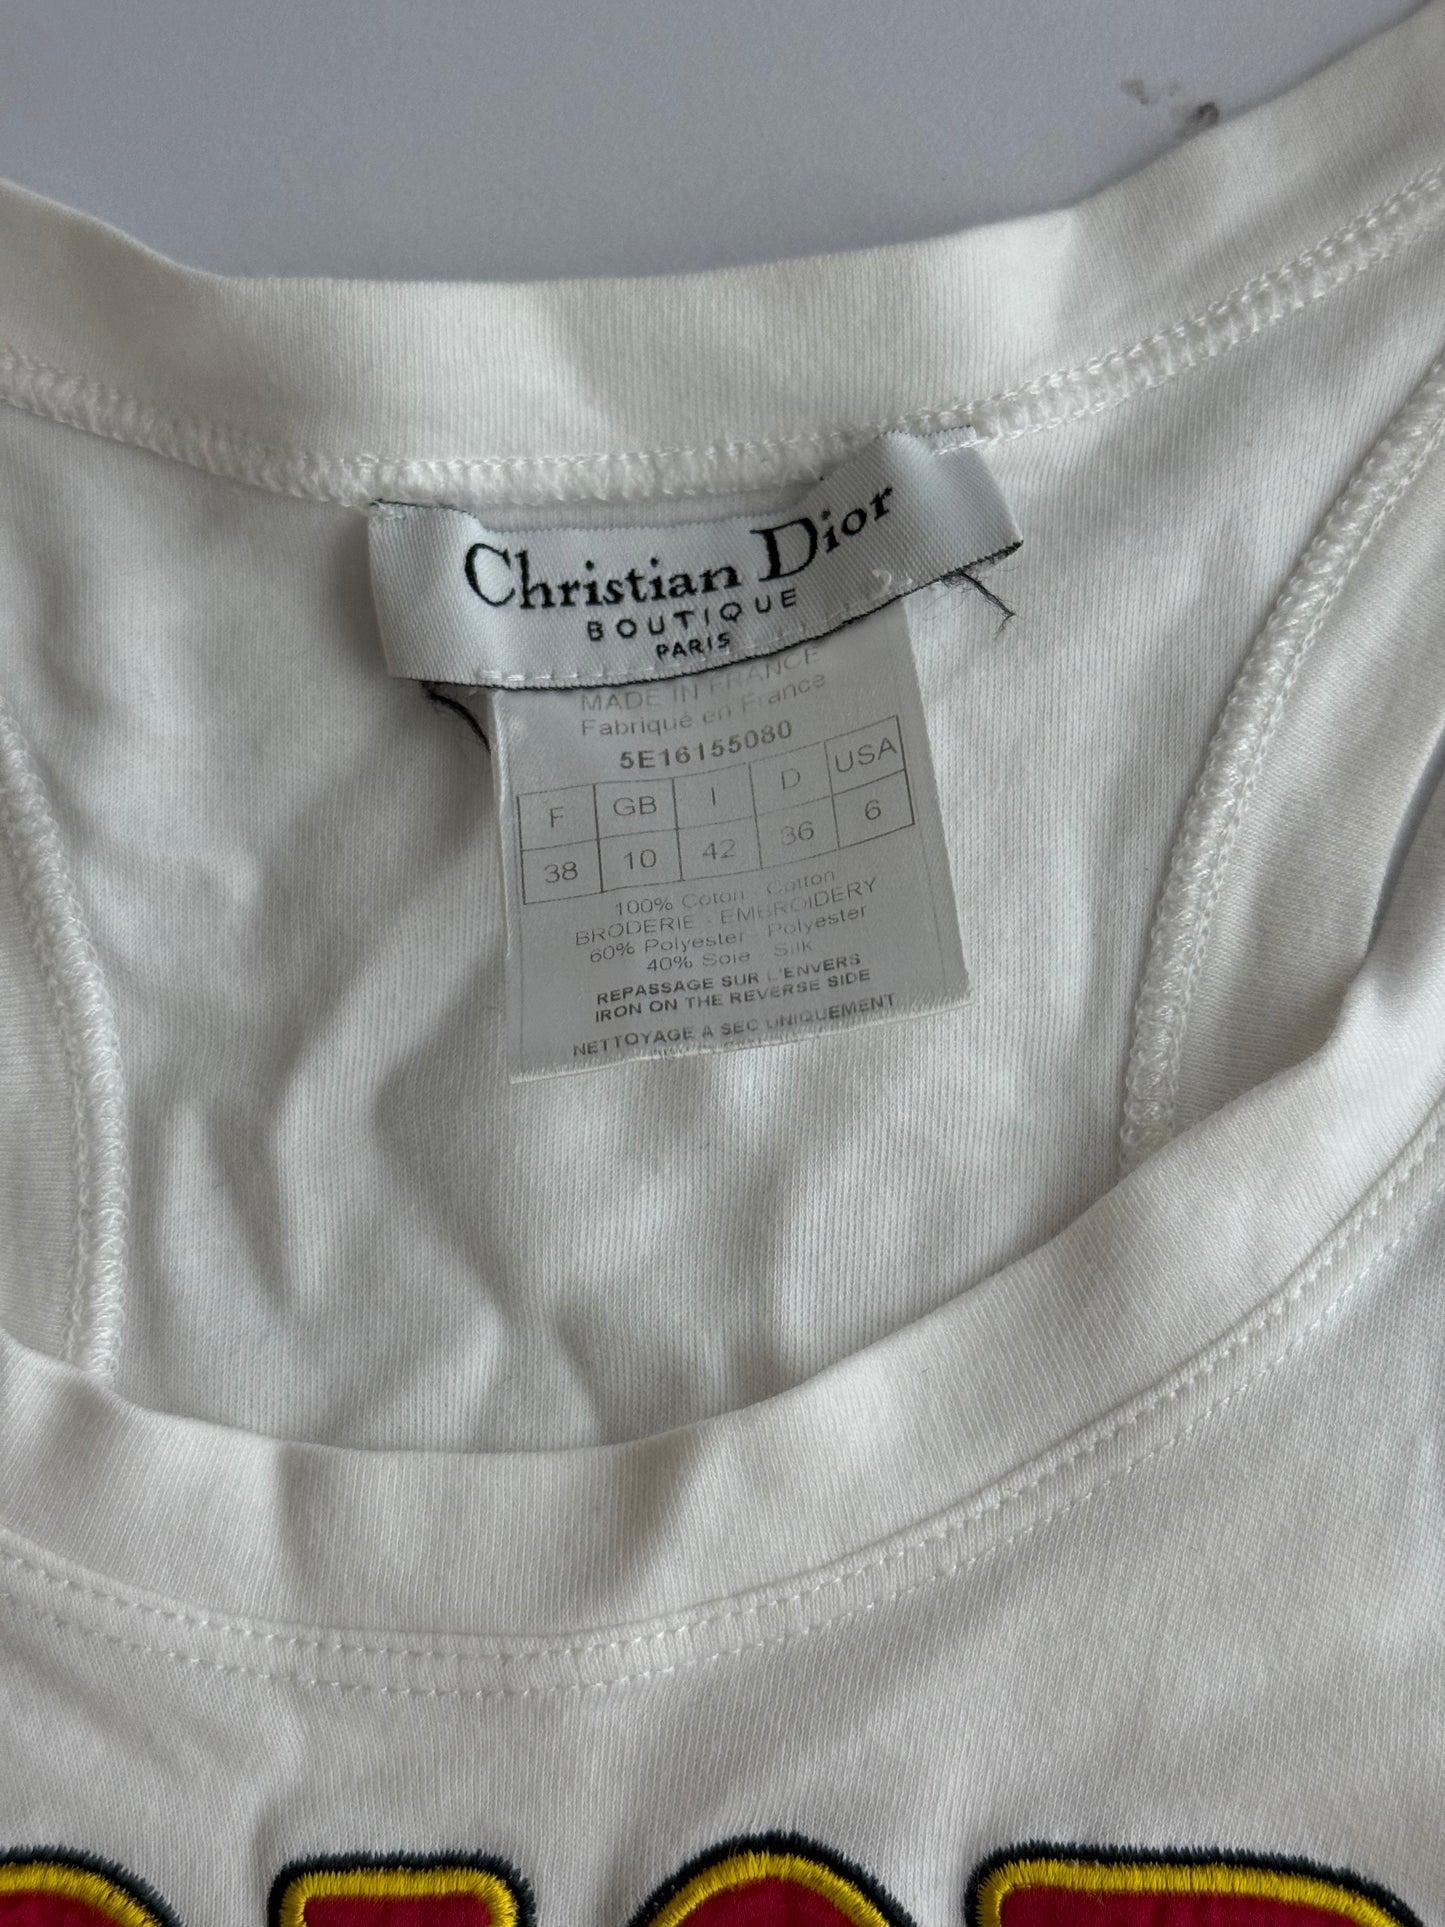 Christian Dior
BOUTIQUE
PARIS
MADE IN FRANCE
Fabriqué en France
5E16155080
F GB I D USA
38 10 42 36 6
100% Coton - Cotton
BRODERIE - EMBROIDERY
60% Polyester - Polyester
40% Soie - Silk
REPASSAGE SUR L'ENVERS
IRON ON THE REVERSE SIDE
NETTOYAGE A SEC UNIQUEMENT